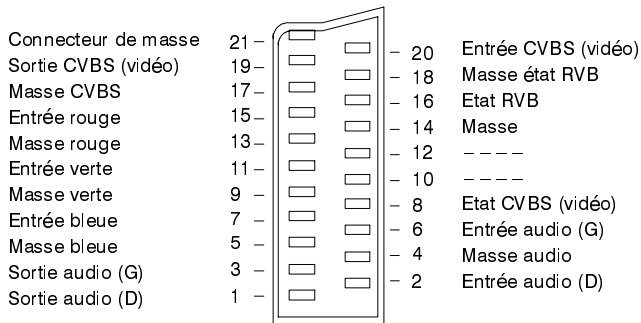 Connecteur de masse 21 –
Sortie CVBS (vidéo) 19 –
Masse CVBS 17 –
Entrée rouge 15 –
Masse rouge 13 –
Entrée verte 11 –
Masse verte 9 –
Entrée bleue 7 –
Masse bleue 5 –
Sortie audio (G) 3 –
Sortie audio (D) 1 –
– 20 Entrée CVBS (vidéo)
– 18 Masse état RVB
– 16 Etat RVB
– 14 Masse
– 12 – – – –
– 10 – – – –
– 8 Etat CVBS (vidéo)
– 6 Entrée audio (G)
– 4 Masse audio
– 2 Entrée audio (D)